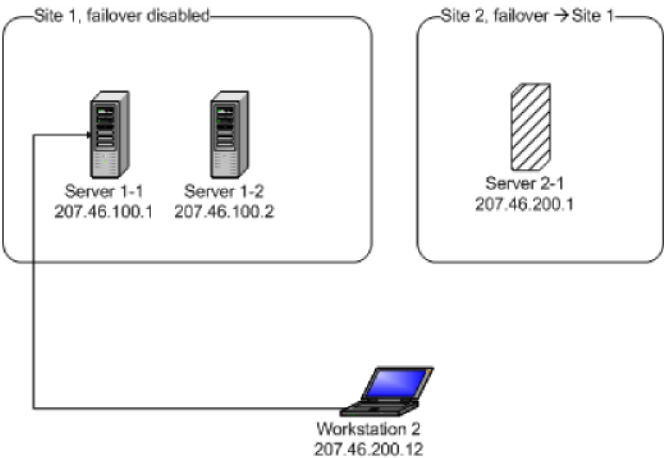 Site 1, failover disabled
Site 2, failover → Site 1
Server 1-1
207.46.100.1
Server 1-2
207.46.100.2
Server 2-1
207.46.200.1
Workstation 2
207.46.200.12